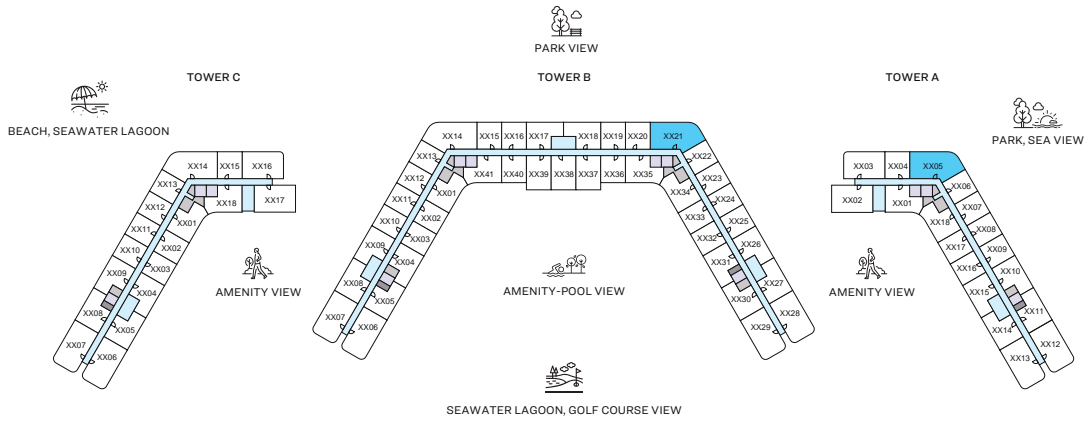 PARK VIEW
TOWER C
TOWER B
TOWER A
BEACH, SEAWATER LAGOON
PARK, SEA VIEW
XX14
XX15
XX16
XX13
XX12
XX11
XX10
XX09
XX08
XX07
XX06
XX05
XX04
XX03
XX02
XX01
XX18
XX17
AMENITY VIEW
XX14
XX15
XX16
XX17
XX18
XX19
XX20
XX21
XX13
XX12
XX11
XX10
XX09
XX08
XX07
XX06
XX05
XX04
XX03
XX02
XX01
XX41
XX40
XX39
XX38
XX37
XX36
XX35
XX34
XX33
XX32
XX31
XX30
XX29
XX22
XX23
XX24
XX25
XX26
XX27
XX28
AMENITY-POOL VIEW
XX03
XX04
XX05
XX02
XX01
XX06
XX07
XX08
XX09
XX10
XX11
XX12
XX18
XX17
XX16
XX15
XX14
XX13
AMENITY VIEW
SEAWATER LAGOON, GOLF COURSE VIEW